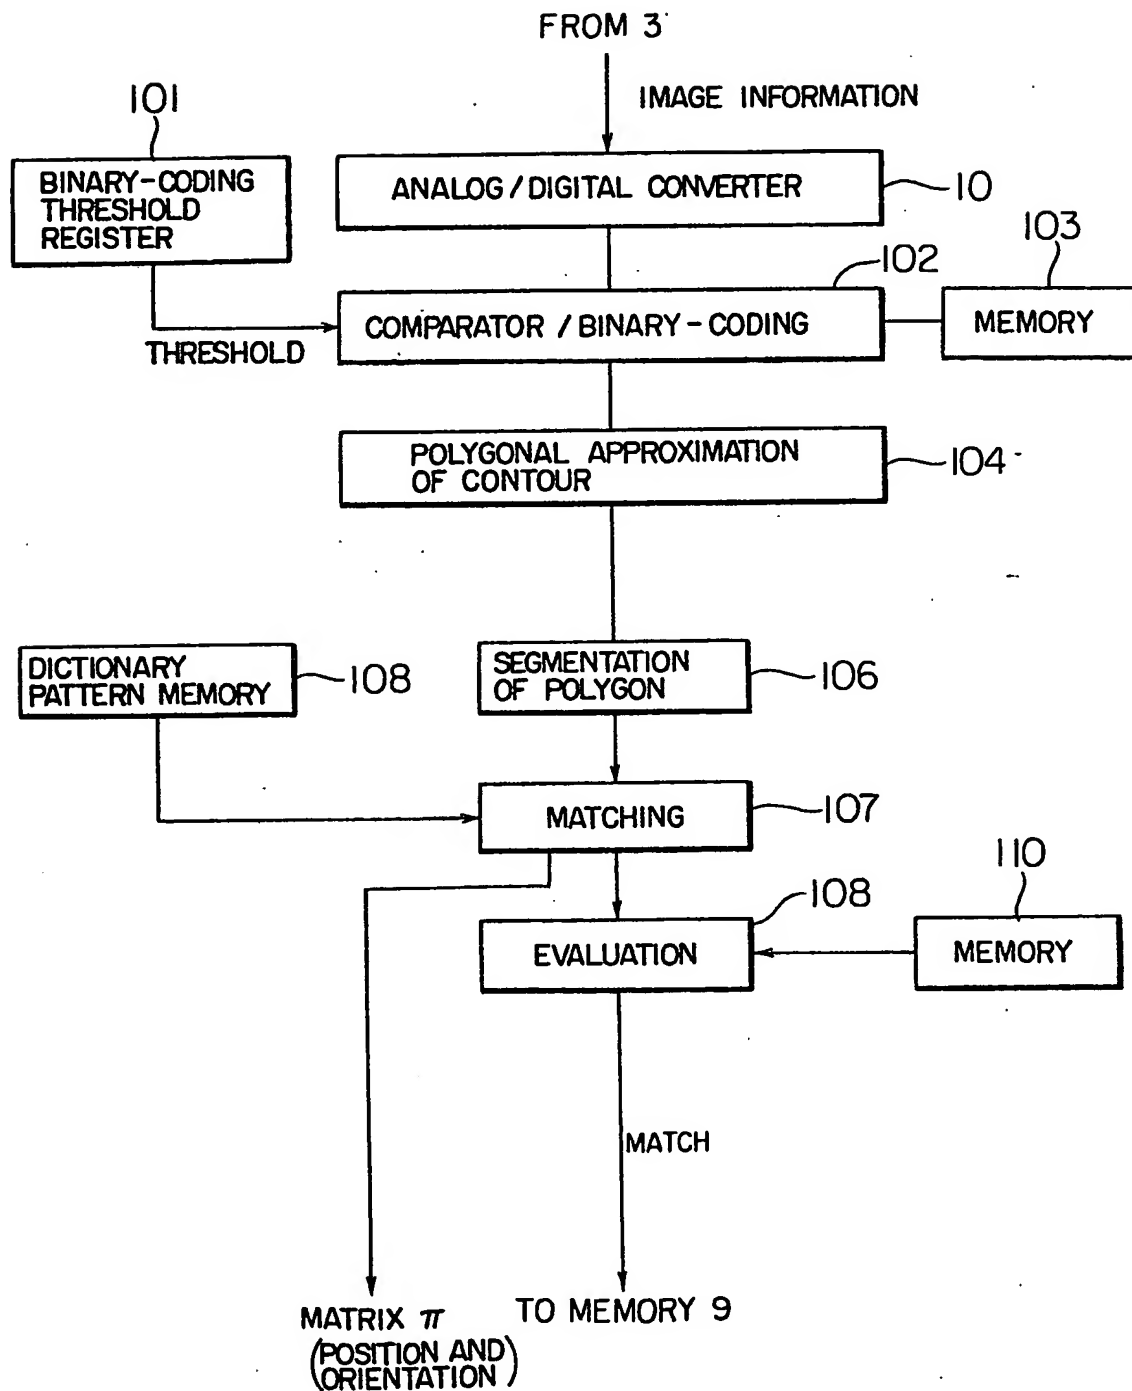 FROM 3
IMAGE INFORMATION
101
BINARY-CODING
THRESHOLD
REGISTER
ANALOG/DIGITAL CONVERTER
10
THRESHOLD
102
COMPARATOR / BINARY-CODING
103
MEMORY
POLYGONAL APPROXIMATION
OF CONTOUR
104
DICTIONARY
PATTERN MEMORY
108
SEGMENTATION
OF POLYGON
106
MATCHING
107
108
EVALUATION
110
MEMORY
MATCH
MATRIX π
(POSITION AND
ORIENTATION)
TO MEMORY 9